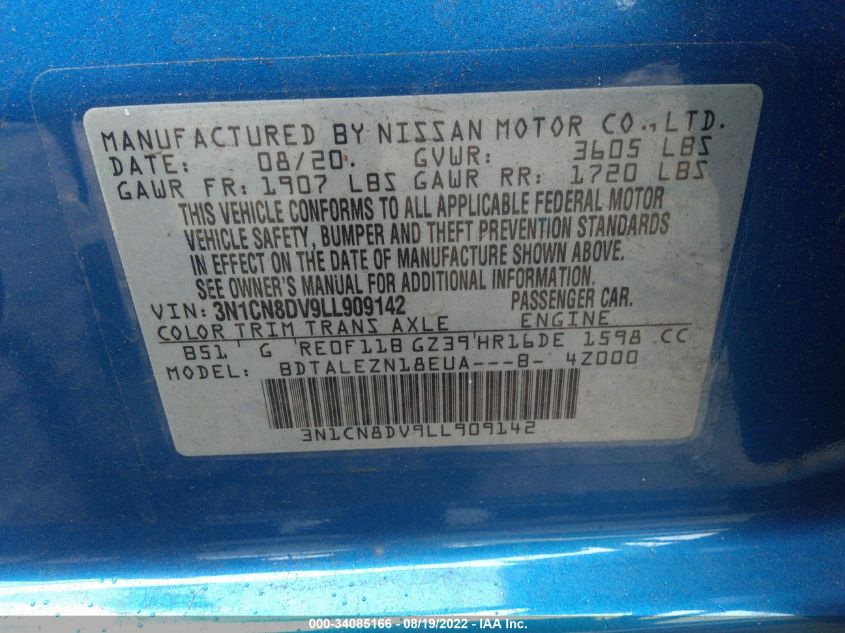 MANUFACTURED BY NISSAN MOTOR CO., LTD.
DATE: 08/20. GVWR: 3605 LBS
GAWR FR: 1907 LBS GAWR RR: 1720 LBS
THIS VEHICLE CONFORMS TO ALL APPLICABLE FEDERAL MOTOR
VEHICLE SAFETY, BUMPER AND THEFT PREVENTION STANDARDS
IN EFFECT ON THE DATE OF MANUFACTURE SHOWN ABOVE.
SEE OWNER'S MANUAL FOR ADDITIONAL INFORMATION.
VIN: 3N1CN8DV9LL909142 PASSENGER CAR.
COLOR TRIM TRANS AXLE ENGINE
B51 G RE0F11B GZ39 HR16DE 1598 CC
MODEL: BDTALEZN18EUA---B- 4Z000
3N1CN8DV9LL909142
000-34085166 - 08/19/2022 - IAA Inc.